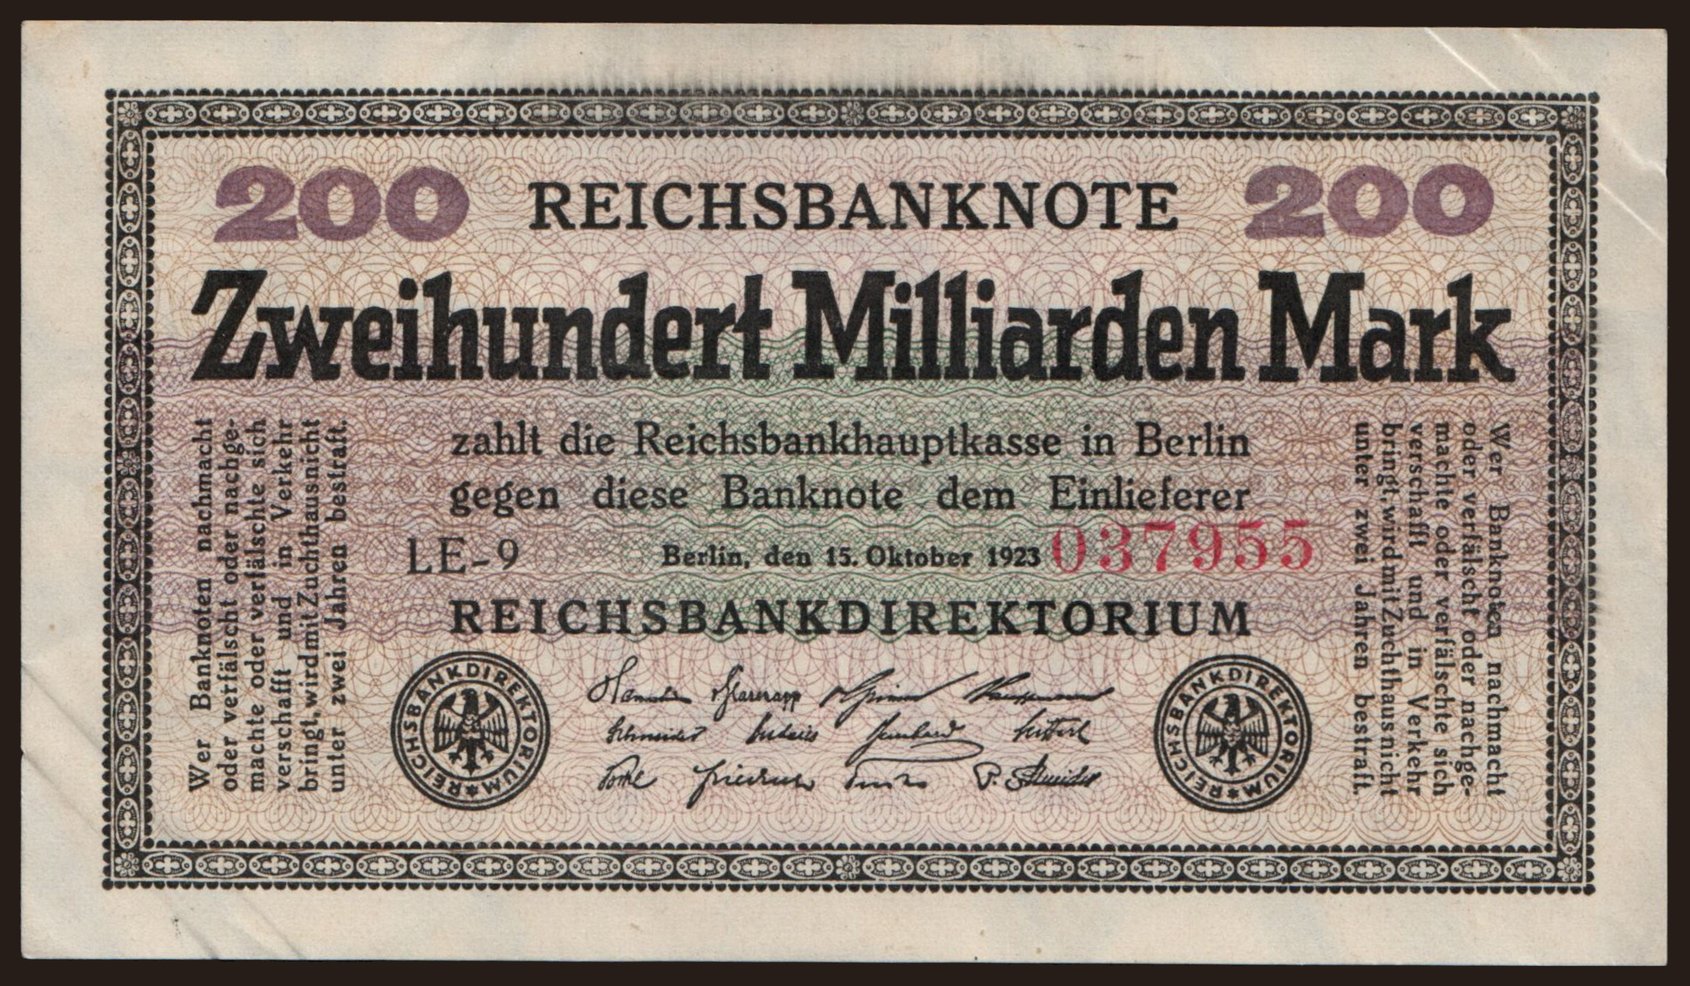 200 REICHSBANKNOTE 200
Zweihundert Milliarden Mark
zahlt die Reichsbankhauptkasse in Berlin
gegen diese Banknote dem Einlieferer
LE-9 Berlin, den 15. Oktober 1923 037955
REICHSBANKDIREKTORIUM
Wer Banknoten nachmacht
oder verfälscht oder nachge-
machte oder verfälschte sich
verschafft und in Verkehr
bringt, wird mit Zuchthaus nicht
unter zwei Jahren bestraft.
Wer Banknoten nachmacht
oder verfälscht oder nachge-
machte oder verfälschte sich
verschafft und in Verkehr
bringt, wird mit Zuchthaus nicht
unter zwei Jahren bestraft.
REICHSBANKDIREKTORIUM
REICHSBANKDIREKTORIUM
Schneider
Friedrich
P. Schneider